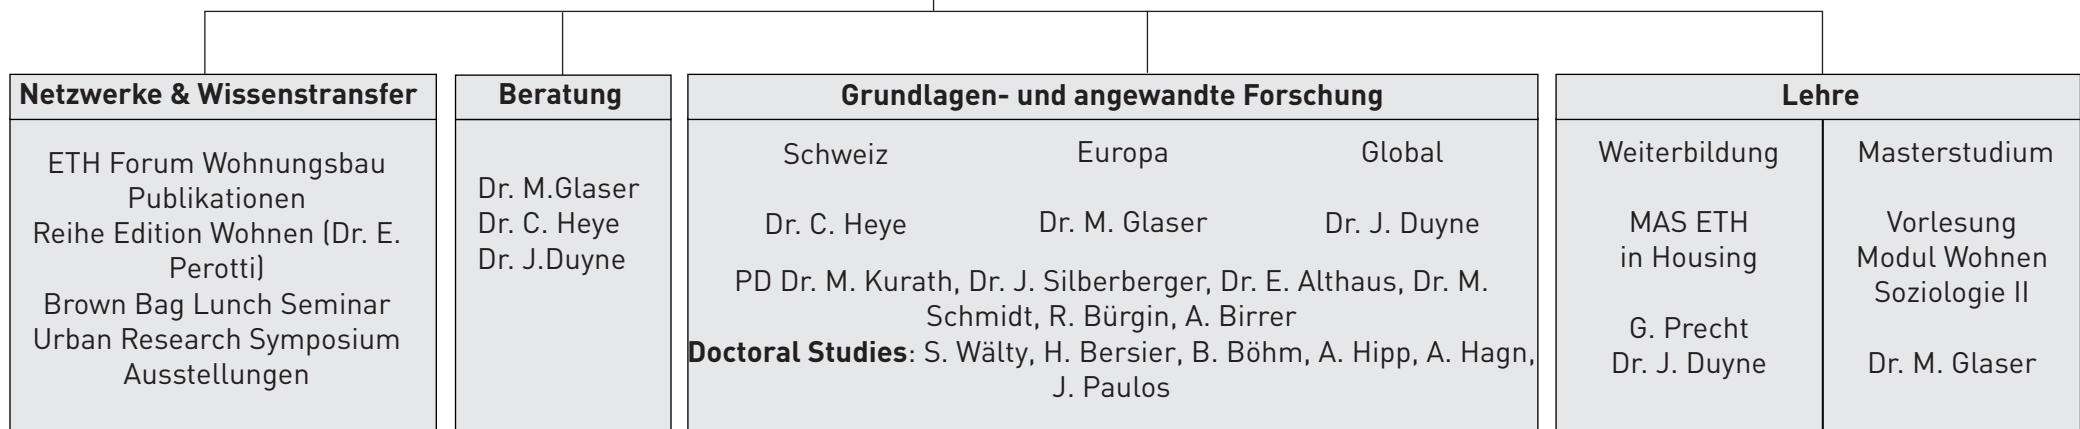 Netzwerke & Wissenstransfer
ETH Forum Wohnungsbau
Publikationen
Reihe Edition Wohnen (Dr. E.
Perotti)
Brown Bag Lunch Seminar
Urban Research Symposium
Ausstellungen
Beratung
Dr. M.Glaser
Dr. C. Heye
Dr. J.Duyne
Grundlagen- und angewandte Forschung
Schweiz Europa Global
Dr. C. Heye Dr. M. Glaser Dr. J. Duyne
PD Dr. M. Kurath, Dr. J. Silberberger, Dr. E. Althaus, Dr. M.
Schmidt, R. Bürgin, A. Birrer
Doctoral Studies: S. Wälty, H. Bersier, B. Böhm, A. Hipp, A. Hagn,
J. Paulos
Lehre
Weiterbildung
MAS ETH
in Housing
G. Precht
Dr. J. Duyne
Masterstudium
Vorlesung
Modul Wohnen
Soziologie II
Dr. M. Glaser